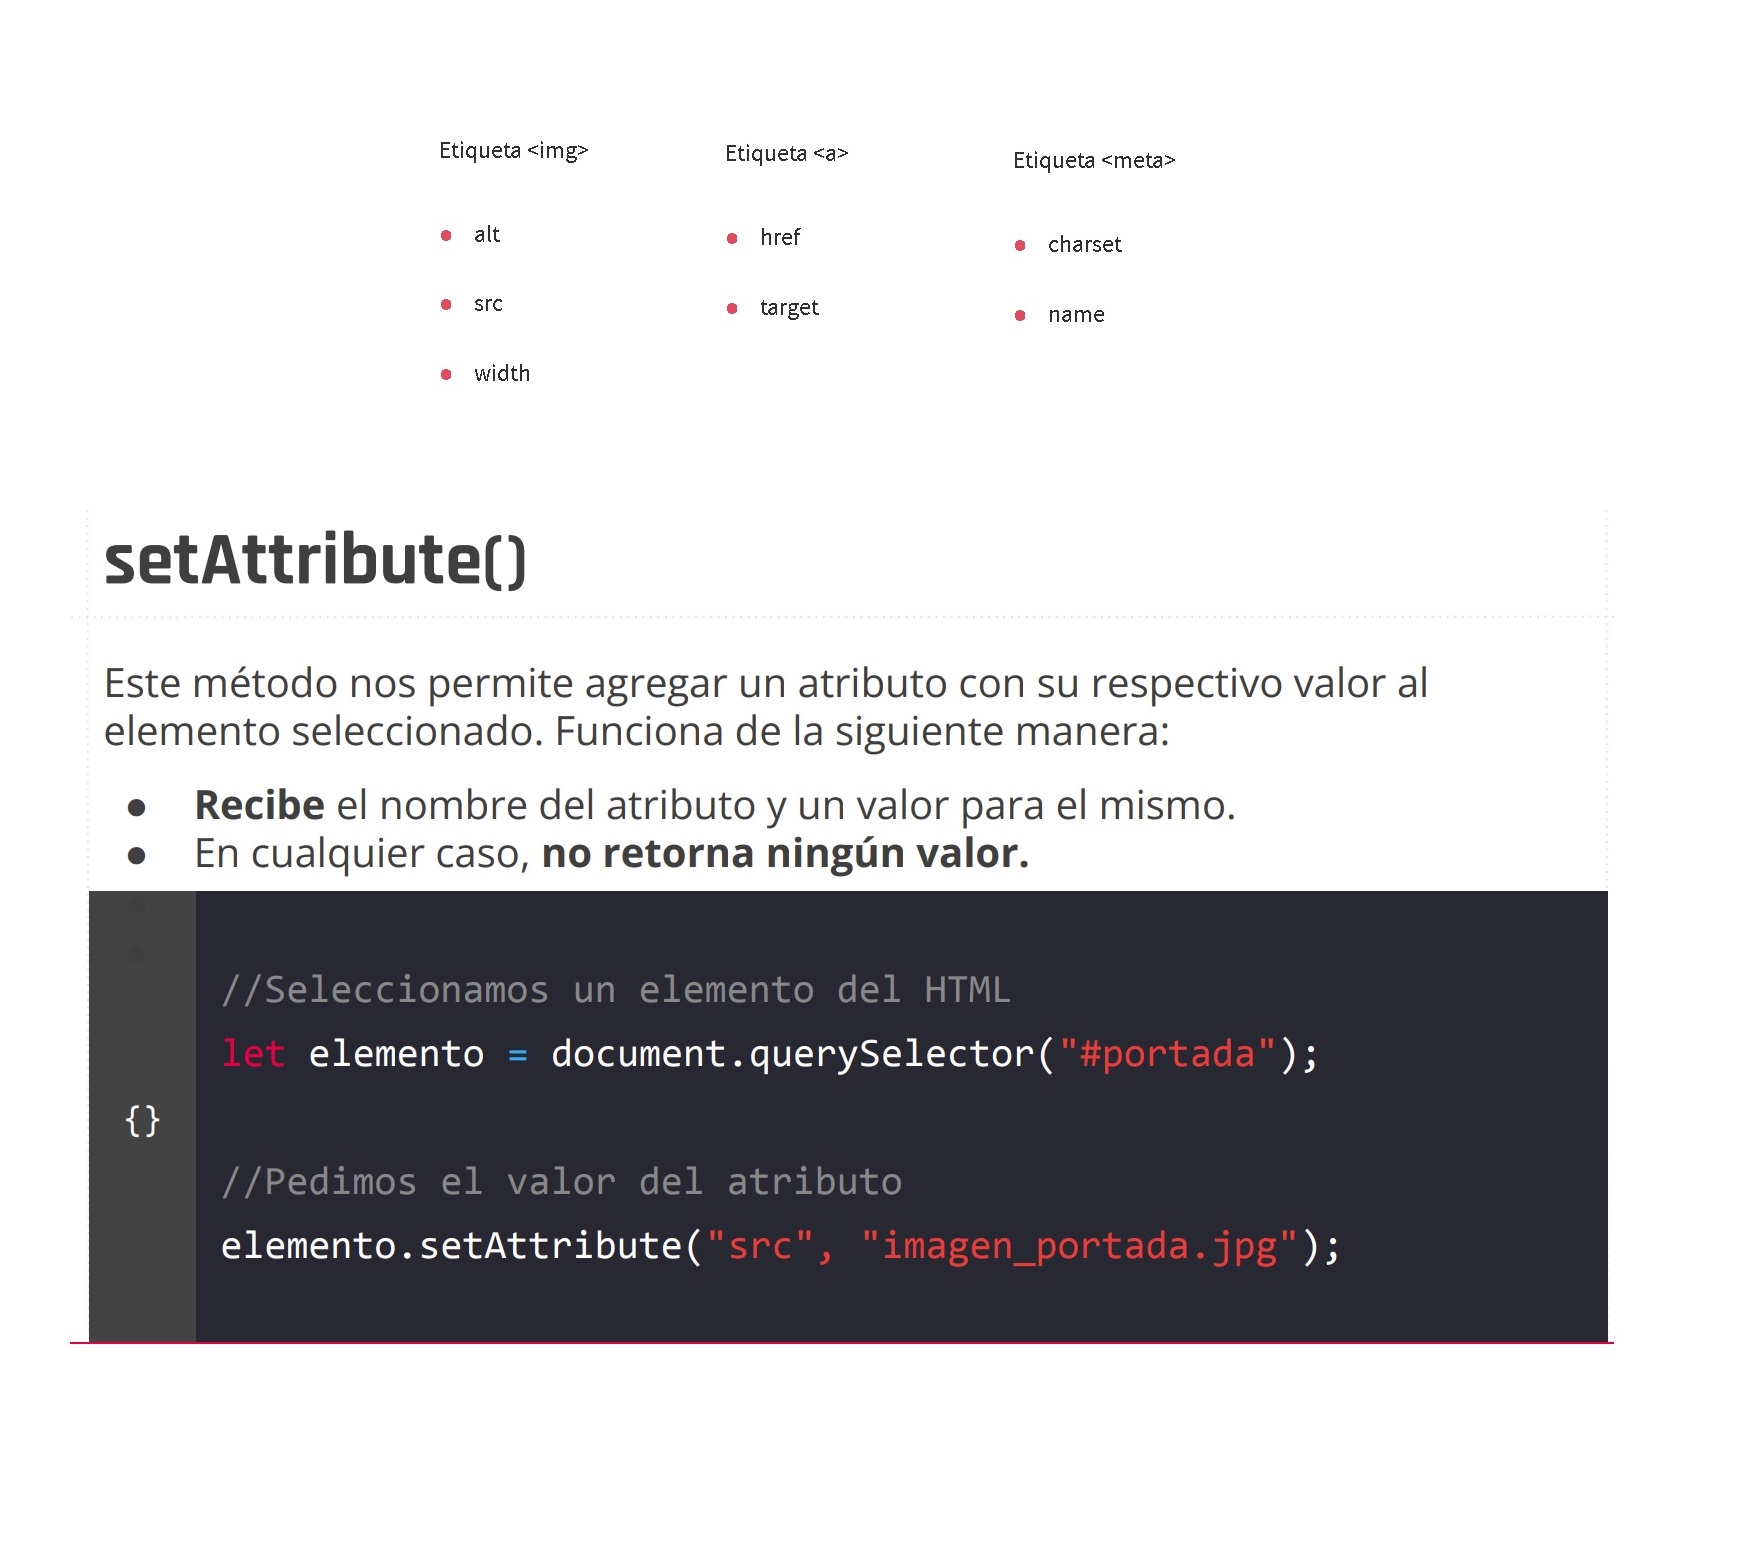 Etiqueta <img>
• alt
• src
• width
Etiqueta <a>
• href
• target
Etiqueta <meta>
• charset
• name
setAttribute()
Este método nos permite agregar un atributo con su respectivo valor al
elemento seleccionado. Funciona de la siguiente manera:
● Recibe el nombre del atributo y un valor para el mismo.
● En cualquier caso, no retorna ningún valor.
//Seleccionamos un elemento del HTML
let elemento = document.querySelector("#portada");
{}
//Pedimos el valor del atributo
elemento.setAttribute("src", "imagen_portada.jpg");